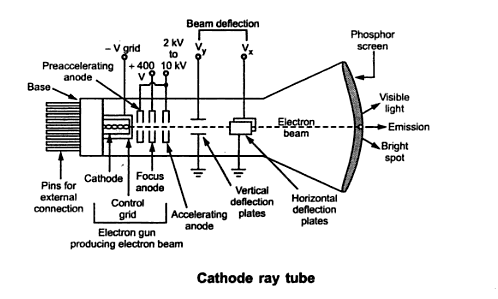 Beam deflection
Phosphor
screen
– V grid
2 kV
to
10 kV
+ 400
V
Vy
Vx
Preaccelerating
anode
Base
Visible
light
Electron
beam
Emission
Bright
spot
Cathode
Focus
anode
Control
grid
Accelerating
anode
Vertical
deflection
plates
Horizontal
deflection
plates
Pins for
external
connection
Electron gun
producing electron beam
Cathode ray tube